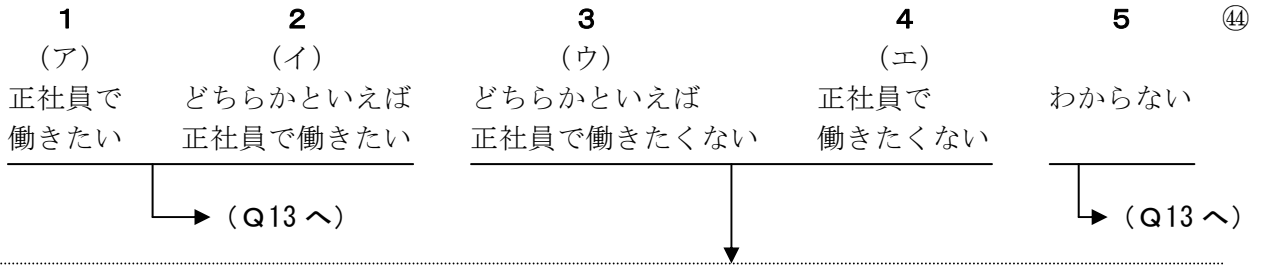 1 2 3 4 5 ㊹
（ア） （イ） （ウ） （エ）
正社員で どちらかといえば どちらかといえば 正社員で わからない
働きたい 正社員で働きたい 正社員で働きたくない 働きたくない
（Q13 へ） （Q13 へ）